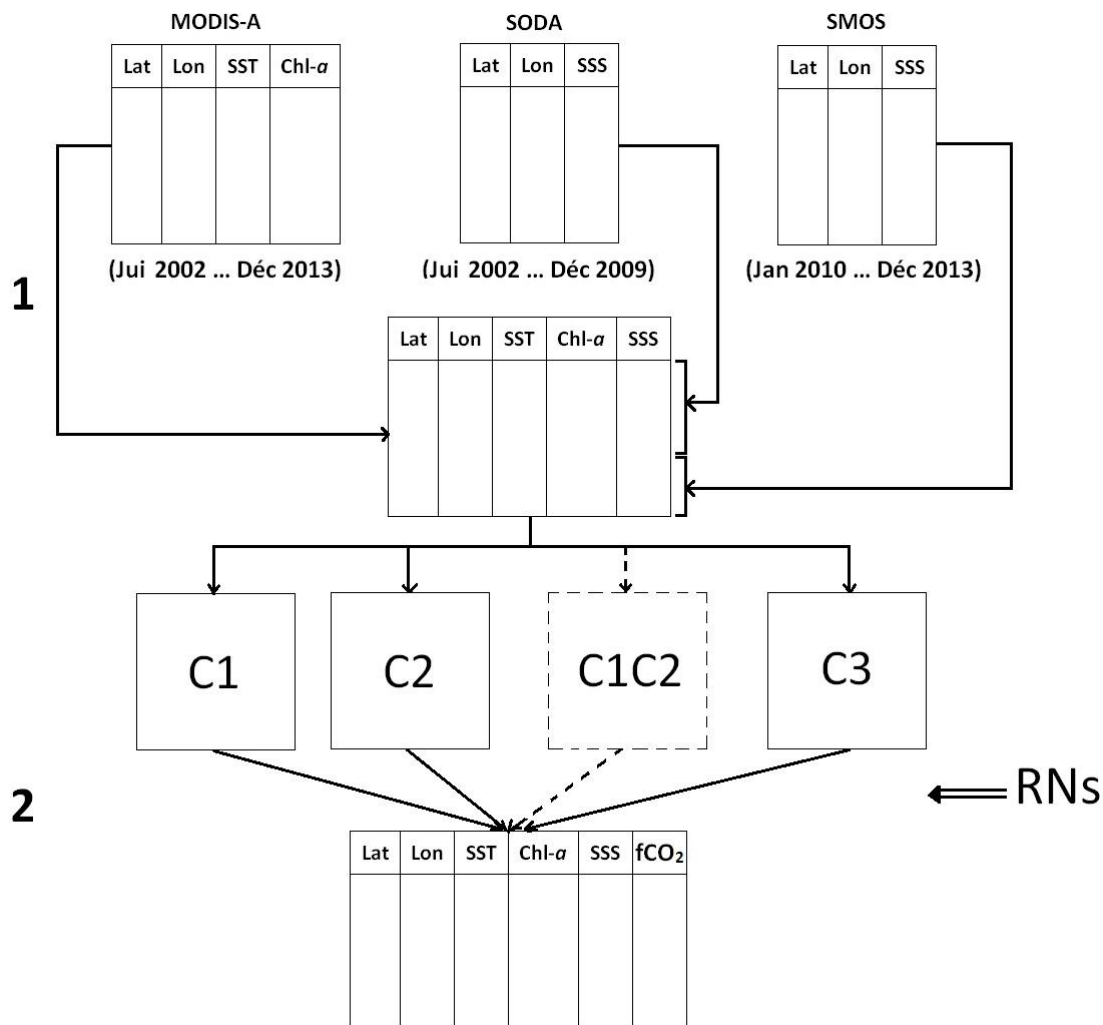 MODIS-A SODA SMOS
Lat Lon SST Chl-a Lat Lon SSS Lat Lon SSS
(Jui 2002 ... Déc 2013) (Jui 2002 ... Déc 2009) (Jan 2010 ... Déc 2013)
1
Lat Lon SST Chl-a SSS
C1 C2 C1C2 C3
2
RNs
Lat Lon SST Chl-a SSS fCO₂